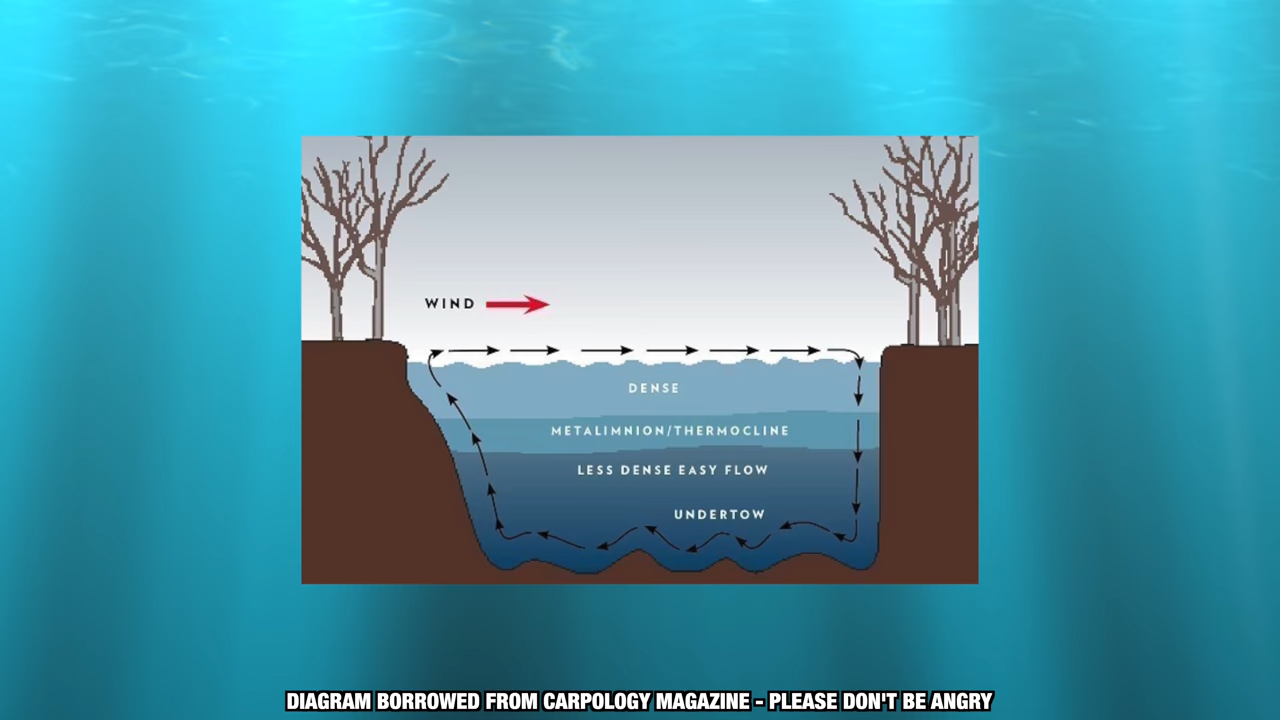 WIND
DENSE
METALIMNION/THERMOCLINE
LESS DENSE EASY FLOW
UNDERTOW
DIAGRAM BORROWED FROM CARPOLOGY MAGAZINE - PLEASE DON'T BE ANGRY